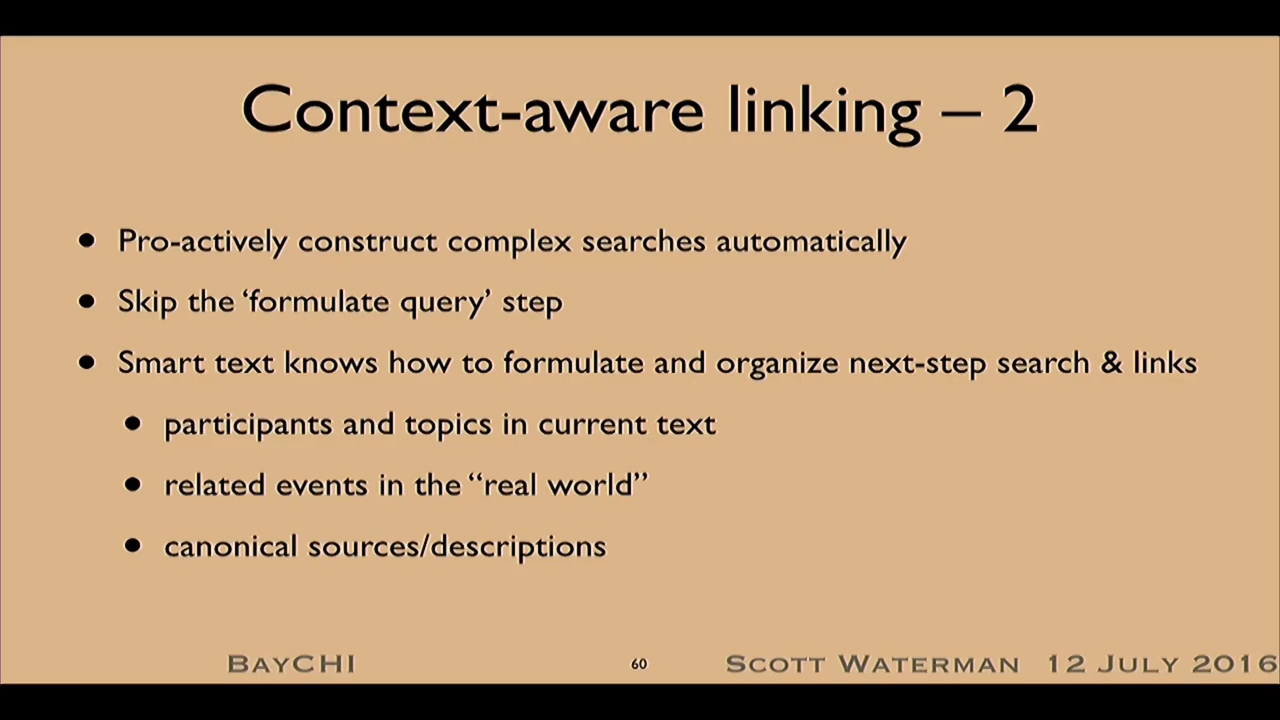 Context-aware linking – 2
• Pro-actively construct complex searches automatically
• Skip the ‘formulate query’ step
• Smart text knows how to formulate and organize next-step search & links
• participants and topics in current text
• related events in the “real world”
• canonical sources/descriptions
BayCHI 60 Scott Waterman 12 July 2016